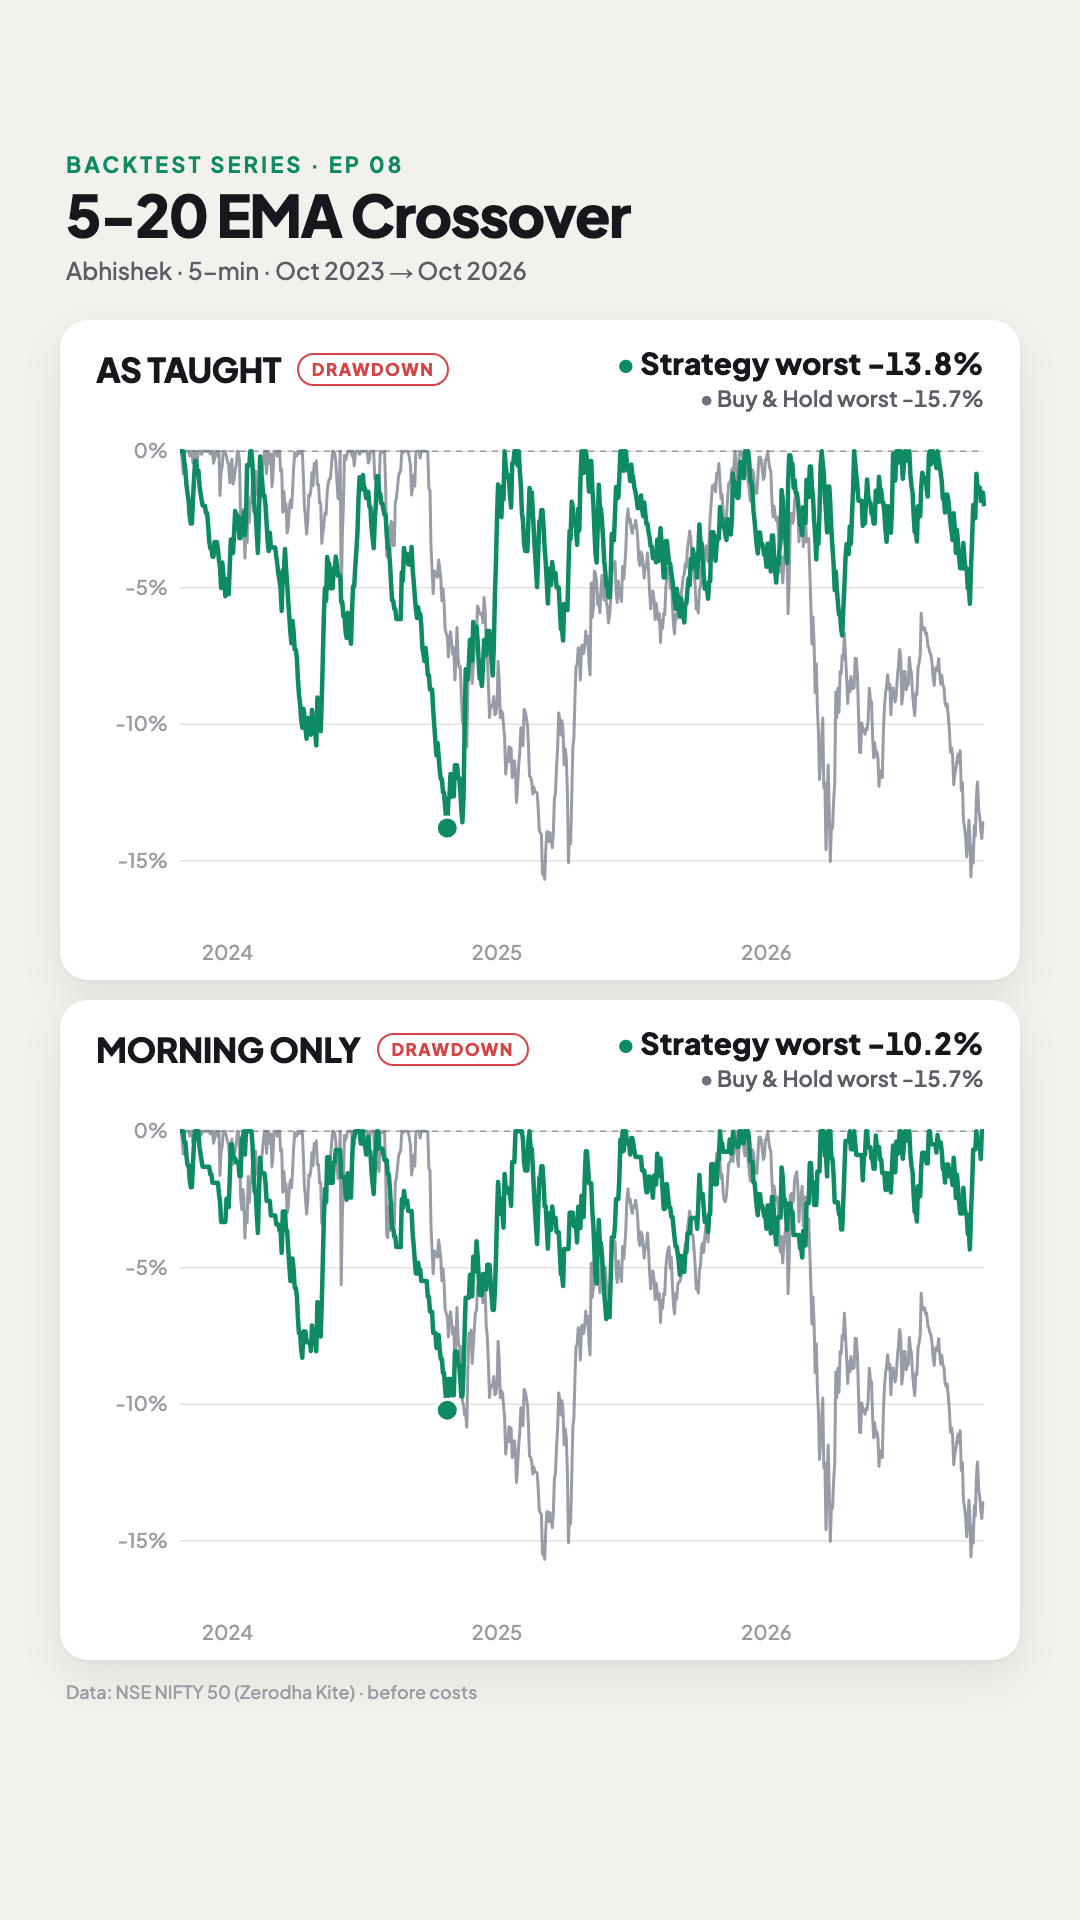 BACKTEST SERIES · EP 08
5–20 EMA Crossover
Abhishek · 5–min · Oct 2023 → Oct 2026
AS TAUGHT DRAWDOWN
● Strategy worst –13.8%
● Buy & Hold worst –15.7%
0%
-5%
-10%
-15%
2024 2025 2026
MORNING ONLY DRAWDOWN
● Strategy worst –10.2%
● Buy & Hold worst –15.7%
0%
-5%
-10%
-15%
2024 2025 2026
Data: NSE NIFTY 50 (Zerodha Kite) · before costs